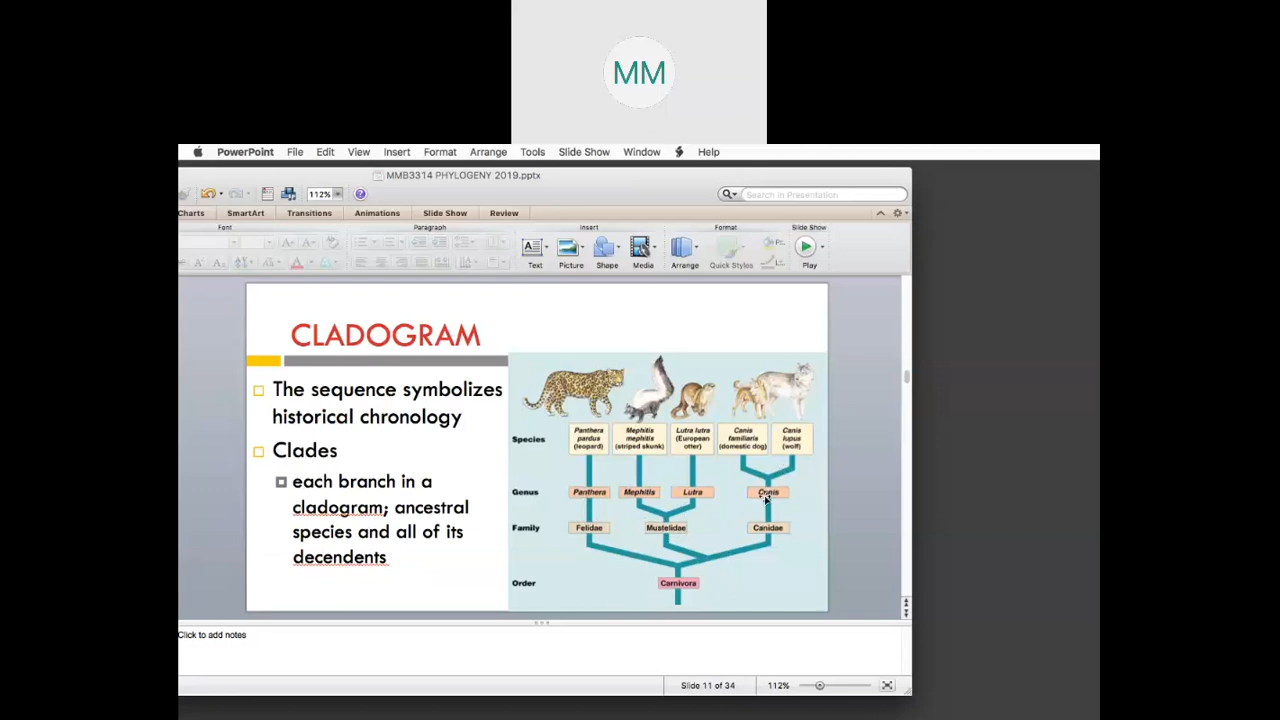 MM
PowerPoint File Edit View Insert Format Arrange Tools Slide Show Window Help
MMB3314 PHYLOGENY 2019.pptx
112% Search in Presentation
Charts SmartArt Transitions Animations Slide Show Review
Font Paragraph Insert Format Slide Show
Text Picture Shape Media Arrange Quick Styles Play
CLADOGRAM
The sequence symbolizes
historical chronology
Clades
each branch in a
cladogram; ancestral
species and all of its
decendents
Species
Panthera
pardus
(leopard)
Mephitis
mephitis
(striped skunk)
Lutra lutra
(European
otter)
Canis
familiaris
(domestic dog)
Canis
lupus
(wolf)
Genus Panthera Mephitis Lutra Canis
Family Felidae Mustelidae Canidae
Order Carnivora
Click to add notes
Slide 11 of 34 112%